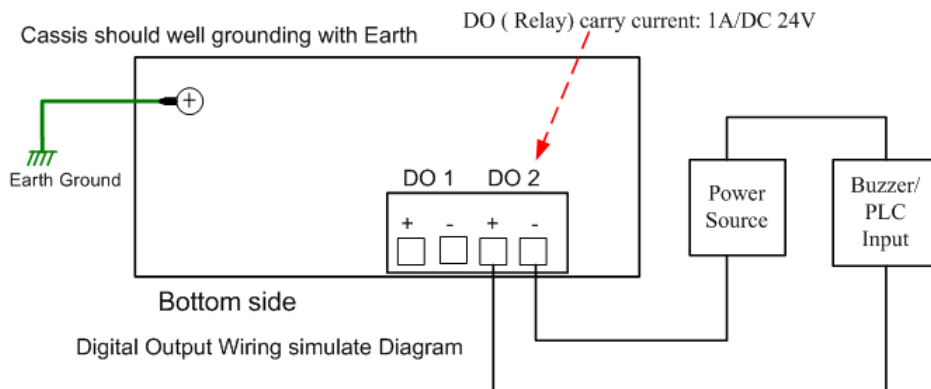 DO ( Relay) carry current: 1A/DC 24V
Cassis should well grounding with Earth
+
Earth Ground
DO 1 DO 2
+ - + -
Power
Source
Buzzer/
PLC
Input
Bottom side
Digital Output Wiring simulate Diagram